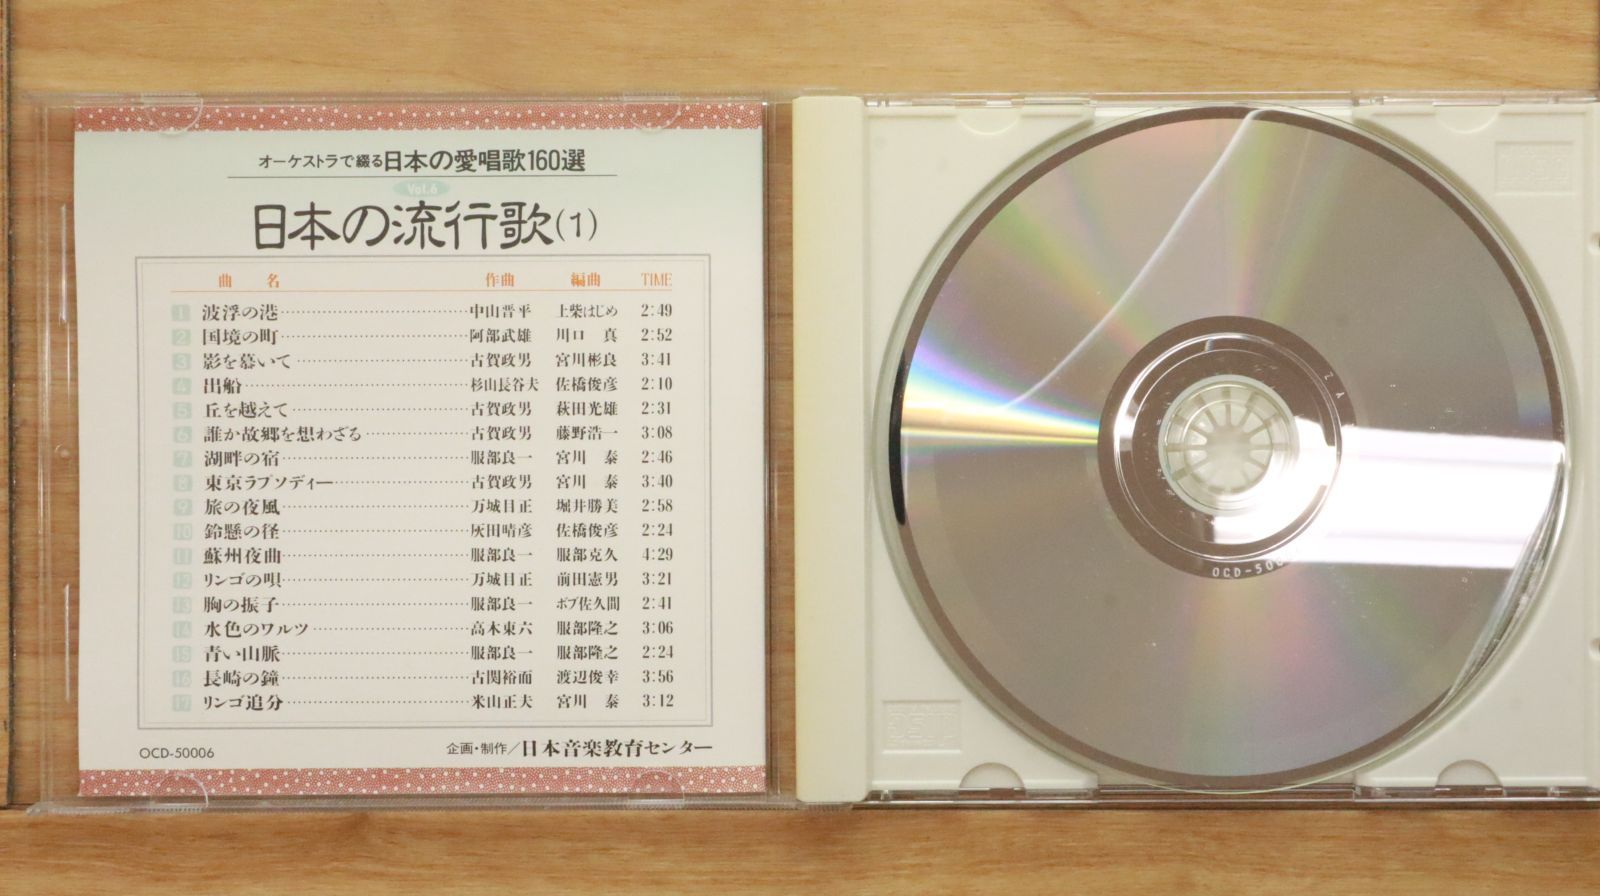 オーケストラで綴る日本の愛唱歌160選
Vol.6
日本の流行歌(1)
曲 名 作曲 編曲 TIME
1 波浮の港 中山晋平 上柴はじめ 2:49
2 国境の町 阿部武雄 川口 真 2:52
3 影を慕いて 古賀政男 宮川彬良 3:41
4 出船 杉山長谷夫 佐橋俊彦 2:10
5 丘を越えて 古賀政男 萩田光雄 2:31
6 誰か故郷を想わざる 古賀政男 藤野浩一 3:08
7 湖畔の宿 服部良一 宮川 泰 2:46
8 東京ラプソディー 古賀政男 宮川 泰 3:40
9 旅の夜風 万城目正 堀井勝美 2:58
10 鈴懸の径 灰田晴彦 佐橋俊彦 2:24
11 蘇州夜曲 服部良一 服部克久 4:29
12 リンゴの唄 万城目正 前田憲男 3:21
13 胸の振子 服部良一 ボブ佐久間 2:41
14 水色のワルツ 高木東六 服部隆之 3:06
15 青い山脈 服部良一 服部隆之 2:24
16 長崎の鐘 古関裕而 渡辺俊幸 3:56
17 リンゴ追分 米山正夫 宮川 泰 3:12
OCD-50006 企画・制作／日本音楽教育センター